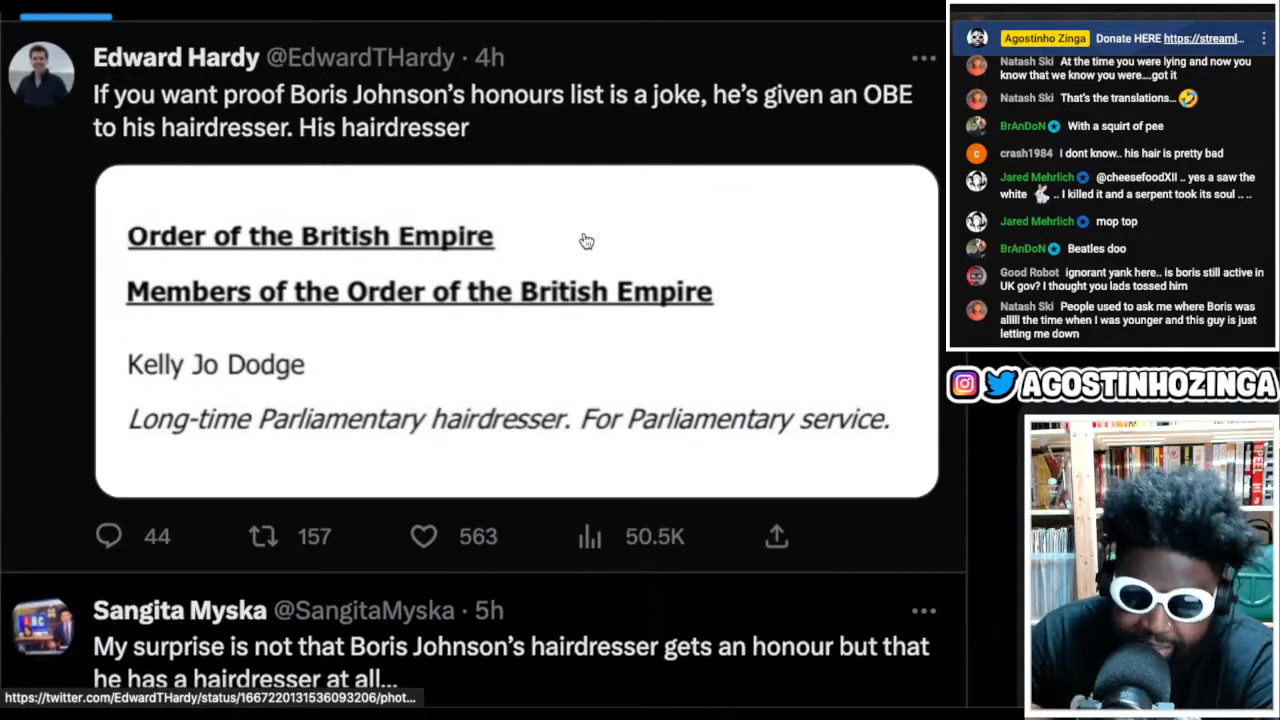 Edward Hardy @EdwardTHardy · 4h
If you want proof Boris Johnson's honours list is a joke, he's given an OBE
to his hairdresser. His hairdresser
Order of the British Empire
Members of the Order of the British Empire
Kelly Jo Dodge
Long-time Parliamentary hairdresser. For Parliamentary service.
44 157 563 50.5K
Sangita Myska @SangitaMyska · 5h
My surprise is not that Boris Johnson's hairdresser gets an honour but that
he has a hairdresser at all...
https://twitter.com/EdwardTHardy/status/1667220131536093206/phot...
Agostinho Zinga Donate HERE https://streaml...
Natash Ski At the time you were lying and now you
know that we know you were....got it
Natash Ski That's the translations... 🤣
BrAnDoN With a squirt of pee
crash1984 I dont know.. his hair is pretty bad
Jared Mehrlich @cheesefoodXII .. yes a saw the
white 🐇 .. I killed it and a serpent took its soul .. ..
Jared Mehrlich mop top
BrAnDoN Beatles doo
Good Robot ignorant yank here.. is boris still active in
UK gov? I thought you lads tossed him
Natash Ski People used to ask me where Boris was
alllli the time when I was younger and this guy is just
letting me down
AGOSTINHOZINGA